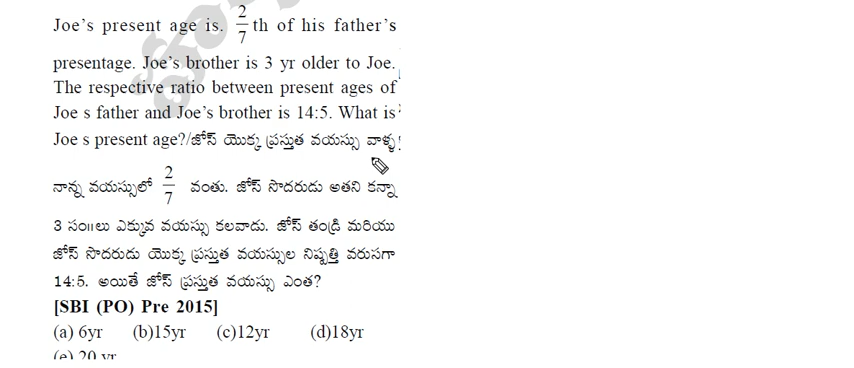 Joe's present age is. 2/7 th of his father's
presentage. Joe's brother is 3 yr older to Joe.
The respective ratio between present ages of
Joe s father and Joe's brother is 14:5. What is
Joe s present age?/జోస్ యొక్క ప్రస్తుత వయస్సు వాళ్ళ
నాన్న వయస్సులో 2/7 వంతు. జోస్ సొదరుడు అతని కన్నా
3 సం॥లు ఎక్కువ వయస్సు కలవాడు. జోస్ తండ్రి మరియు
జోస్ సొదరుడు యొక్క ప్రస్తుత వయస్సుల నిష్పత్తి వరుసగా
14:5. అయితే జోస్ ప్రస్తుత వయస్సు ఎంత?
[SBI (PO) Pre 2015]
(a) 6yr (b)15yr (c)12yr (d)18yr
(e) 20 yr